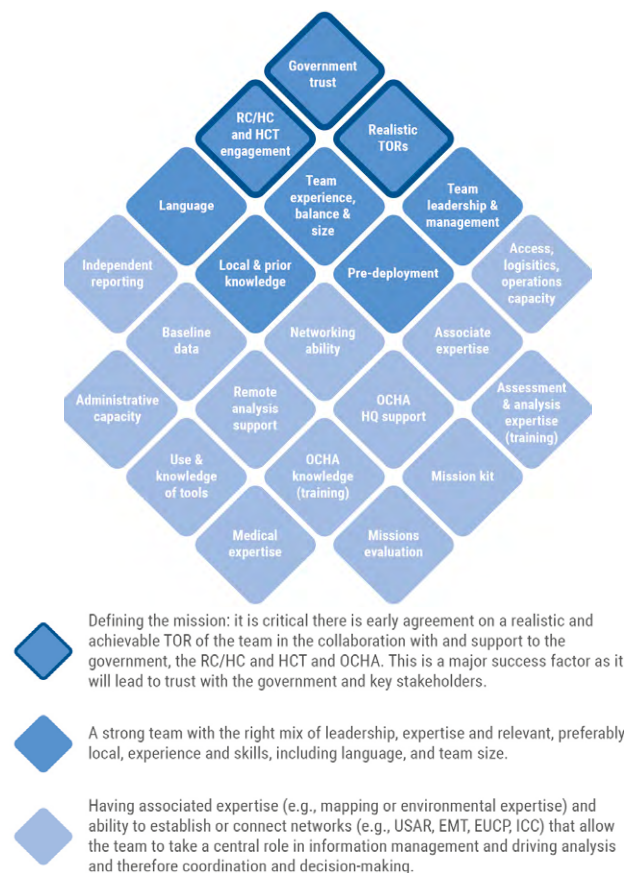 Government
trust
RC/HC
and HCT
engagement
Realistic
TORs
Language
Team
experience,
balance &
size
Team
leadership &
management
Independent
reporting
Local & prior
knowledge
Pre-deployment
Access,
logisitics,
operations
capacity
Baseline
data
Networking
ability
Associate
expertise
Administrative
capacity
Remote
analysis
support
OCHA
HQ support
Assessment
& analysis
expertise
(training)
Use &
knowledge
of tools
OCHA
knowledge
(training)
Mission kit
Medical
expertise
Missions
evaluation
Defining the mission: it is critical there is early agreement on a realistic and
achievable TOR of the team in the collaboration with and support to the
government, the RC/HC and HCT and OCHA. This is a major success factor as it
will lead to trust with the government and key stakeholders.
A strong team with the right mix of leadership, expertise and relevant, preferably
local, experience and skills, including language, and team size.
Having associated expertise (e.g., mapping or environmental expertise) and
ability to establish or connect networks (e.g., USAR, EMT, EUCP, ICC) that allow
the team to take a central role in information management and driving analysis
and therefore coordination and decision-making.